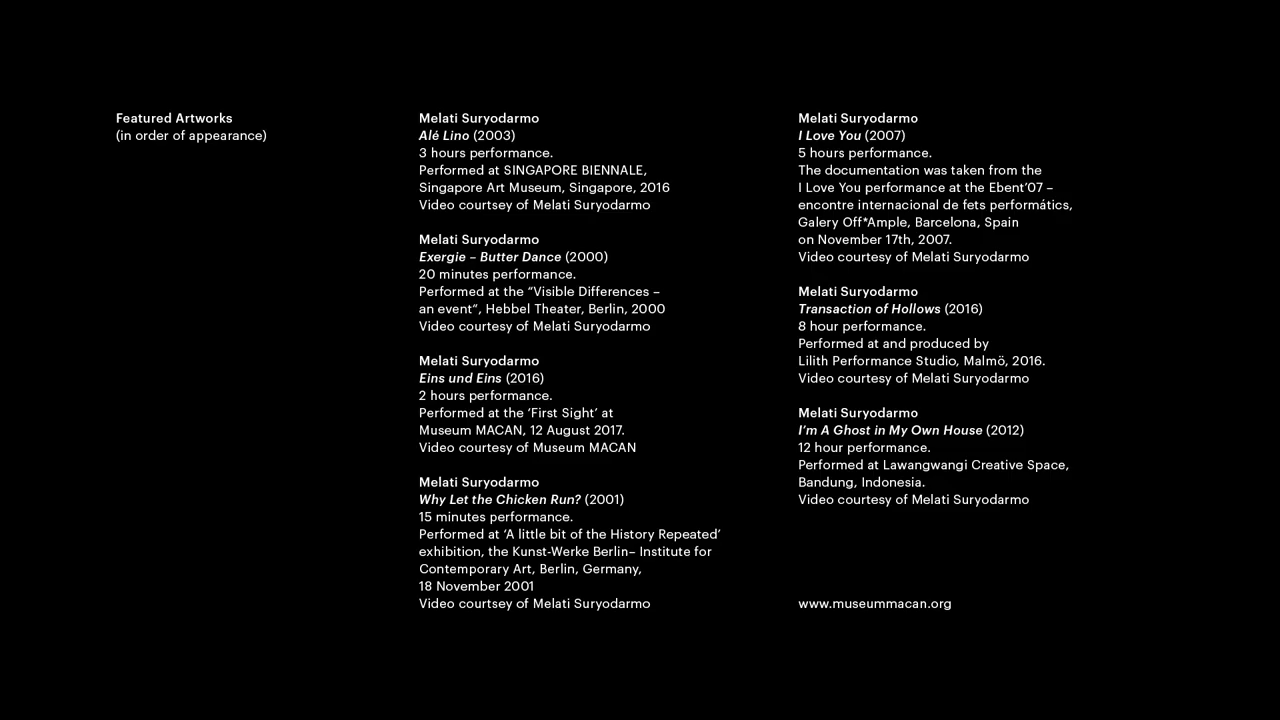 Featured Artworks
(in order of appearance)
Melati Suryodarmo
Alé Lino (2003)
3 hours performance.
Performed at SINGAPORE BIENNALE,
Singapore Art Museum, Singapore, 2016
Video courtsey of Melati Suryodarmo
Melati Suryodarmo
Exergie – Butter Dance (2000)
20 minutes performance.
Performed at the “Visible Differences –
an event”, Hebbel Theater, Berlin, 2000
Video courtesy of Melati Suryodarmo
Melati Suryodarmo
Eins und Eins (2016)
2 hours performance.
Performed at the ‘First Sight’ at
Museum MACAN, 12 August 2017.
Video courtesy of Museum MACAN
Melati Suryodarmo
Why Let the Chicken Run? (2001)
15 minutes performance.
Performed at ‘A little bit of the History Repeated’
exhibition, the Kunst-Werke Berlin– Institute for
Contemporary Art, Berlin, Germany,
18 November 2001
Video courtsey of Melati Suryodarmo
Melati Suryodarmo
I Love You (2007)
5 hours performance.
The documentation was taken from the
I Love You performance at the Ebent’07 –
encontre internacional de fets performátics,
Galery Off*Ample, Barcelona, Spain
on November 17th, 2007.
Video courtesy of Melati Suryodarmo
Melati Suryodarmo
Transaction of Hollows (2016)
8 hour performance.
Performed at and produced by
Lilith Performance Studio, Malmö, 2016.
Video courtesy of Melati Suryodarmo
Melati Suryodarmo
I’m A Ghost in My Own House (2012)
12 hour performance.
Performed at Lawangwangi Creative Space,
Bandung, Indonesia.
Video courtesy of Melati Suryodarmo
www.museummacan.org